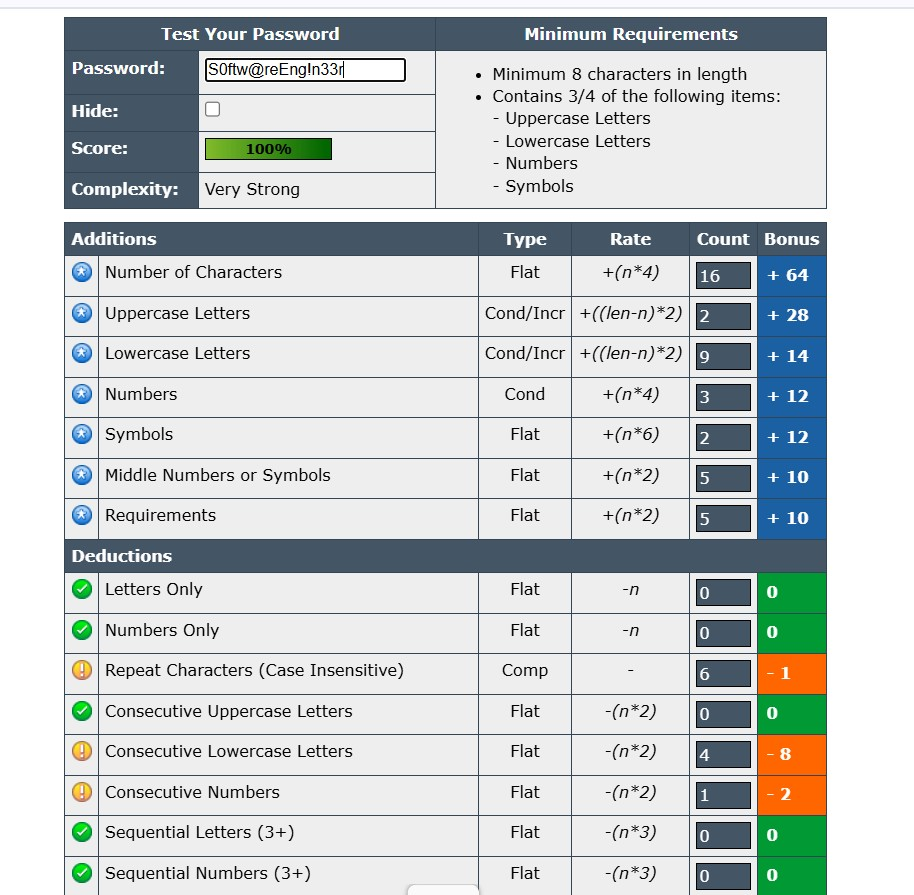 Test Your Password
Minimum Requirements
Password: S0ftw@reEng!n33r
Hide:
Score: 100%
Complexity: Very Strong
• Minimum 8 characters in length
• Contains 3/4 of the following items:
- Uppercase Letters
- Lowercase Letters
- Numbers
- Symbols
Additions Type Rate Count Bonus
Number of Characters Flat +(n*4) 16 + 64
Uppercase Letters Cond/Incr +((len-n)*2) 2 + 28
Lowercase Letters Cond/Incr +((len-n)*2) 9 + 14
Numbers Cond +(n*4) 3 + 12
Symbols Flat +(n*6) 2 + 12
Middle Numbers or Symbols Flat +(n*2) 5 + 10
Requirements Flat +(n*2) 5 + 10
Deductions
Letters Only Flat -n 0 0
Numbers Only Flat -n 0 0
Repeat Characters (Case Insensitive) Comp - 6 - 1
Consecutive Uppercase Letters Flat -(n*2) 0 0
Consecutive Lowercase Letters Flat -(n*2) 4 - 8
Consecutive Numbers Flat -(n*2) 1 - 2
Sequential Letters (3+) Flat -(n*3) 0 0
Sequential Numbers (3+) Flat -(n*3) 0 0